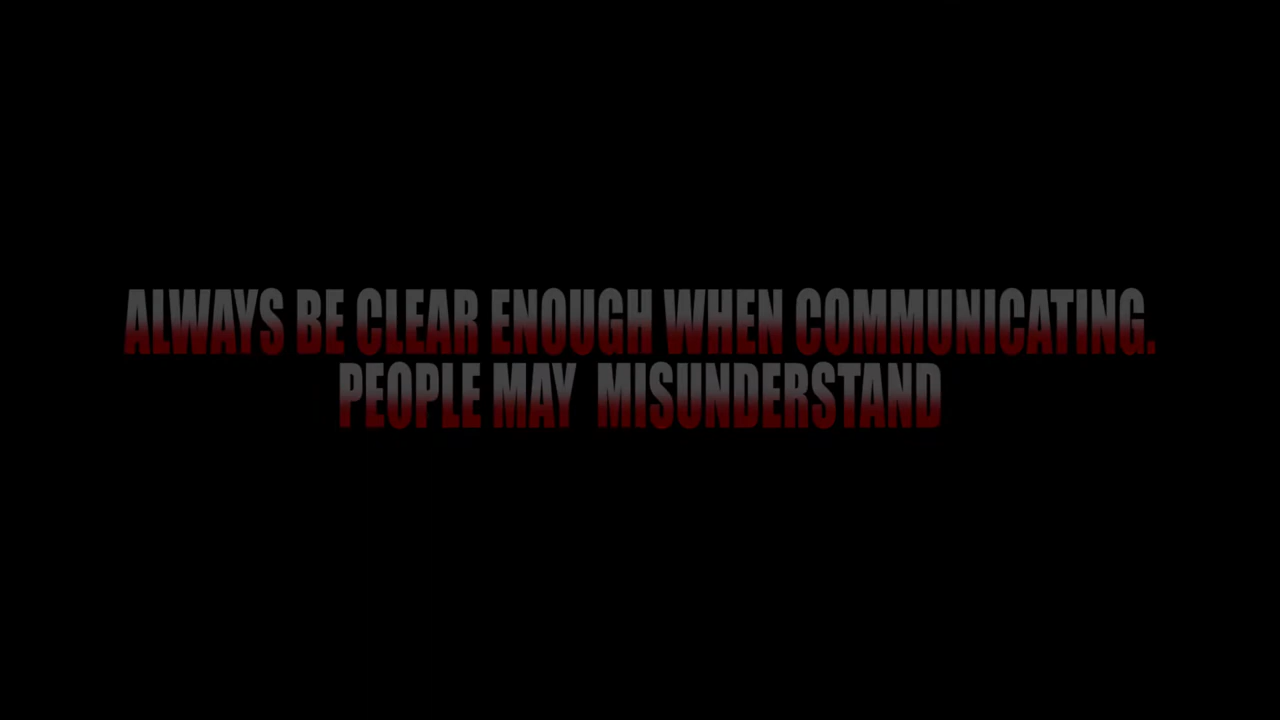 ALWAYS BE CLEAR ENOUGH WHEN COMMUNICATING.
PEOPLE MAY  MISUNDERSTAND